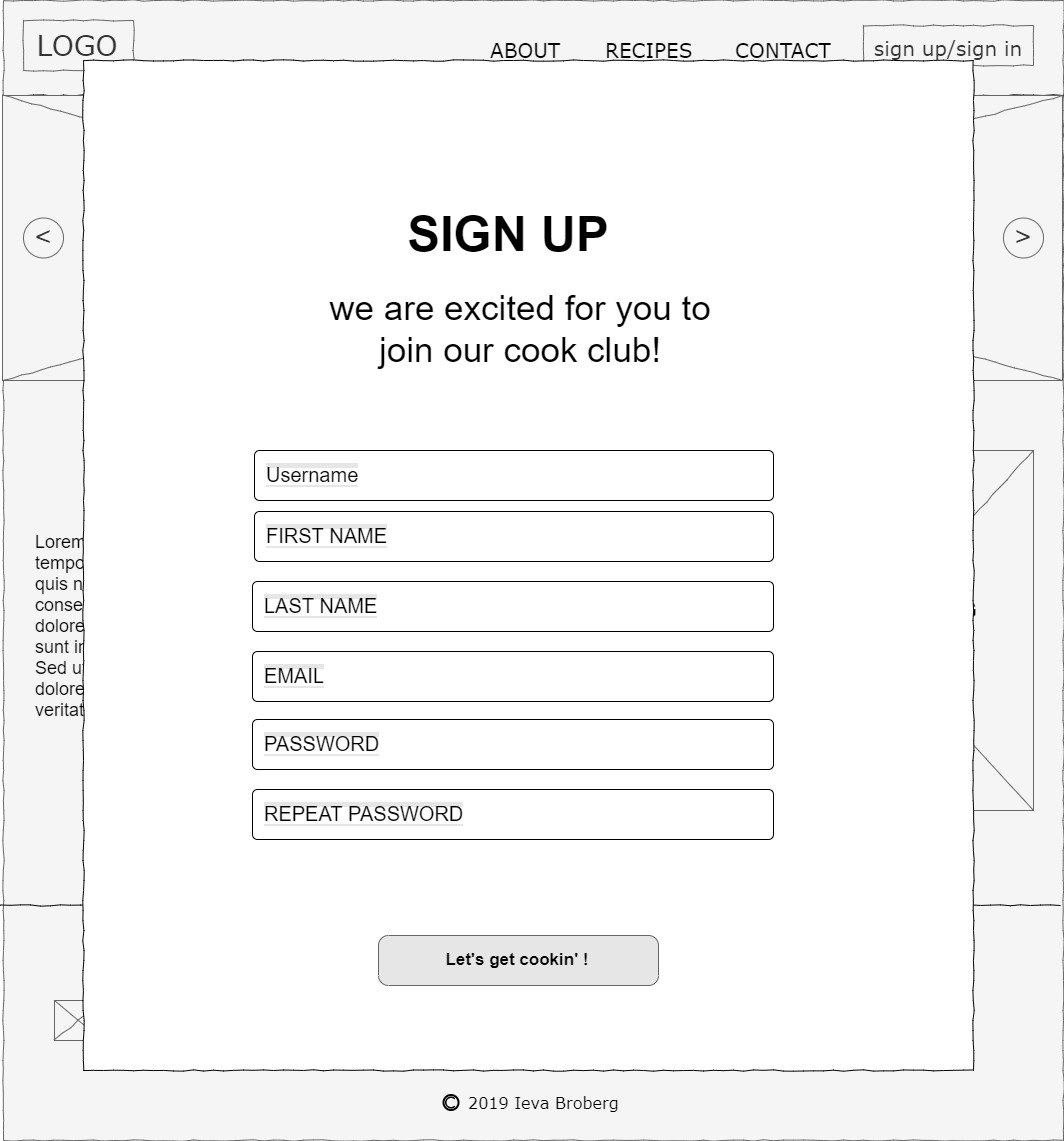 LOGO
ABOUT RECIPES CONTACT sign up/sign in
< >
SIGN UP
we are excited for you to
join our cook club!
Username
FIRST NAME
LAST NAME
EMAIL
PASSWORD
REPEAT PASSWORD
Lorem
tempo
quis n
conse
dolore
sunt in
Sed u
dolore
veritat
Let's get cookin' !
© 2019 Ieva Broberg